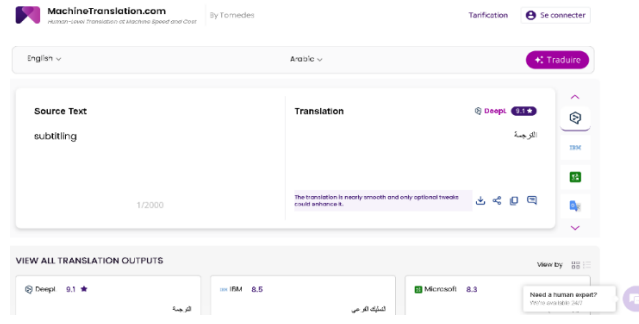 MachineTranslation.com
Human-Level Translation at Machine Speed and Cost
By Tomedes
Tarification
Se connecter
English
Arabic
Traduire
Source Text
Translation
DeepL 9.1
subtitling
الترجمة
1/2000
The translation is nearly smooth and only optional tweaks
could enhance it.
IBM
VIEW ALL TRANSLATION OUTPUTS
View by
DeepL 9.1
IBM 8.5
Microsoft 8.3
الترجمة
Need a human expert?
We're available 24/7